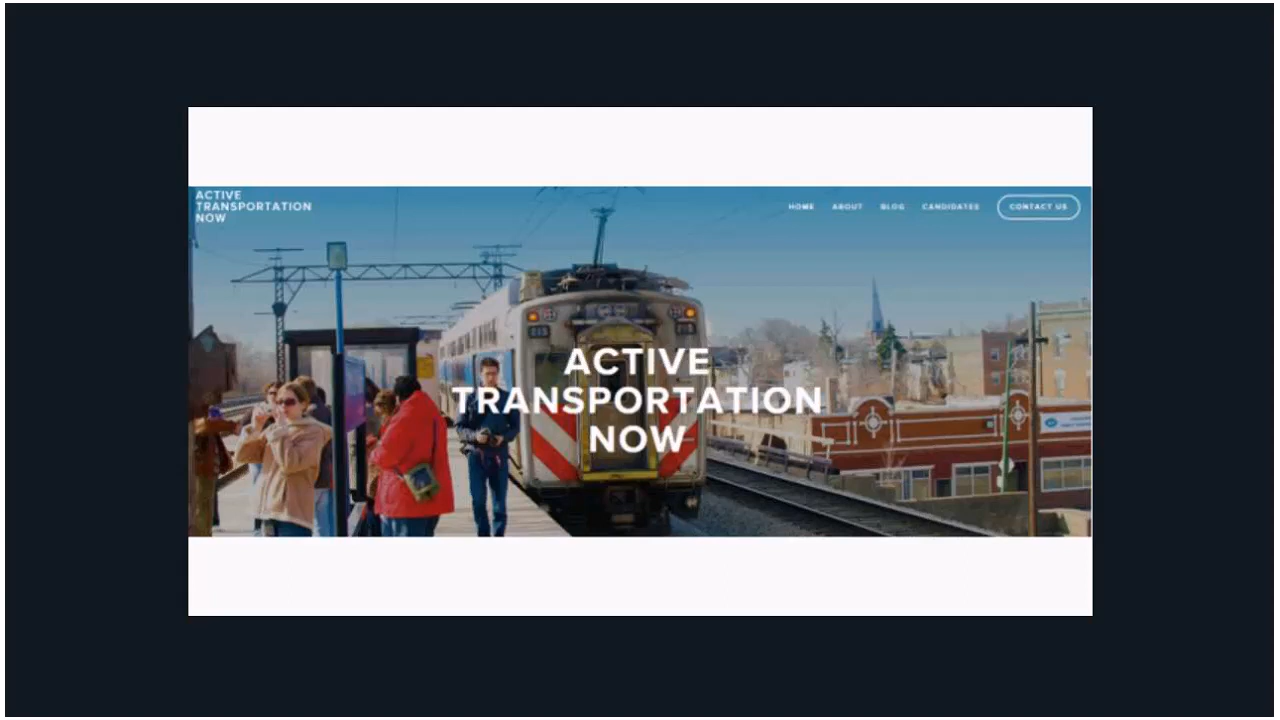 ACTIVE
TRANSPORTATION
NOW
HOME ABOUT BLOG CANDIDATES CONTACT US
ACTIVE
TRANSPORTATION
NOW